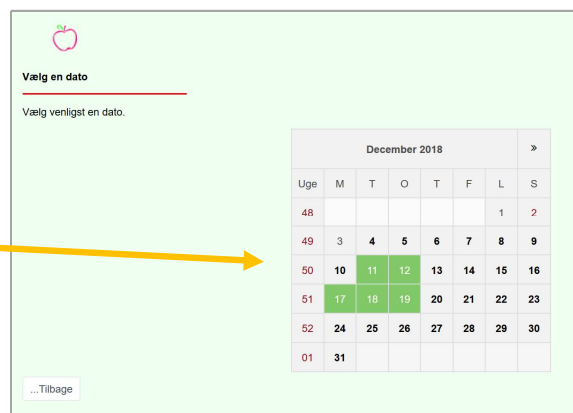 Vælg en dato
Vælg venligst en dato.
December 2018 »
Uge M T O T F L S
48 1 2
49 3 4 5 6 7 8 9
50 10 11 12 13 14 15 16
51 17 18 19 20 21 22 23
52 24 25 26 27 28 29 30
01 31
...Tilbage